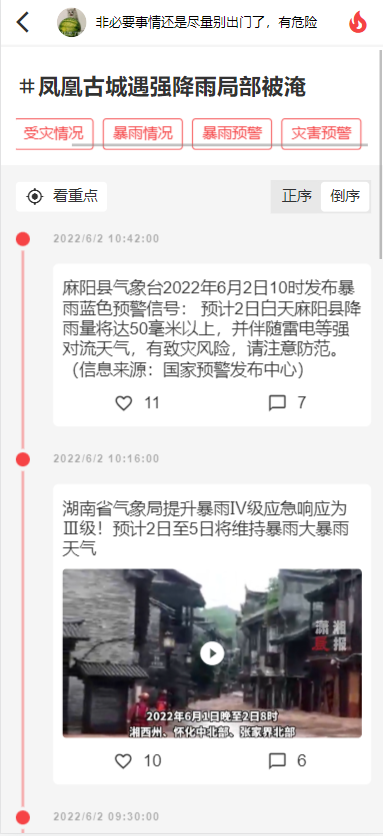 非必要事情还是尽量别出门了，有危险
＃凤凰古城遇强降雨局部被淹
受灾情况
暴雨情况
暴雨预警
灾害预警
看重点
正序
倒序
2022/6/2 10:42:00
麻阳县气象台2022年6月2日10时发布暴
雨蓝色预警信号： 预计2日白天麻阳县降
雨量将达50毫米以上，并伴随雷电等强
对流天气，有致灾风险，请注意防范。
（信息来源：国家预警发布中心）
11
7
2022/6/2 10:16:00
湖南省气象局提升暴雨Ⅳ级应急响应为
Ⅲ级！预计2日至5日将维持暴雨大暴雨
天气
潇湘
晨报
2022年6月1日晚至2日8时
湘西州、怀化中北部、张家界北部
10
6
2022/6/2 09:30:00